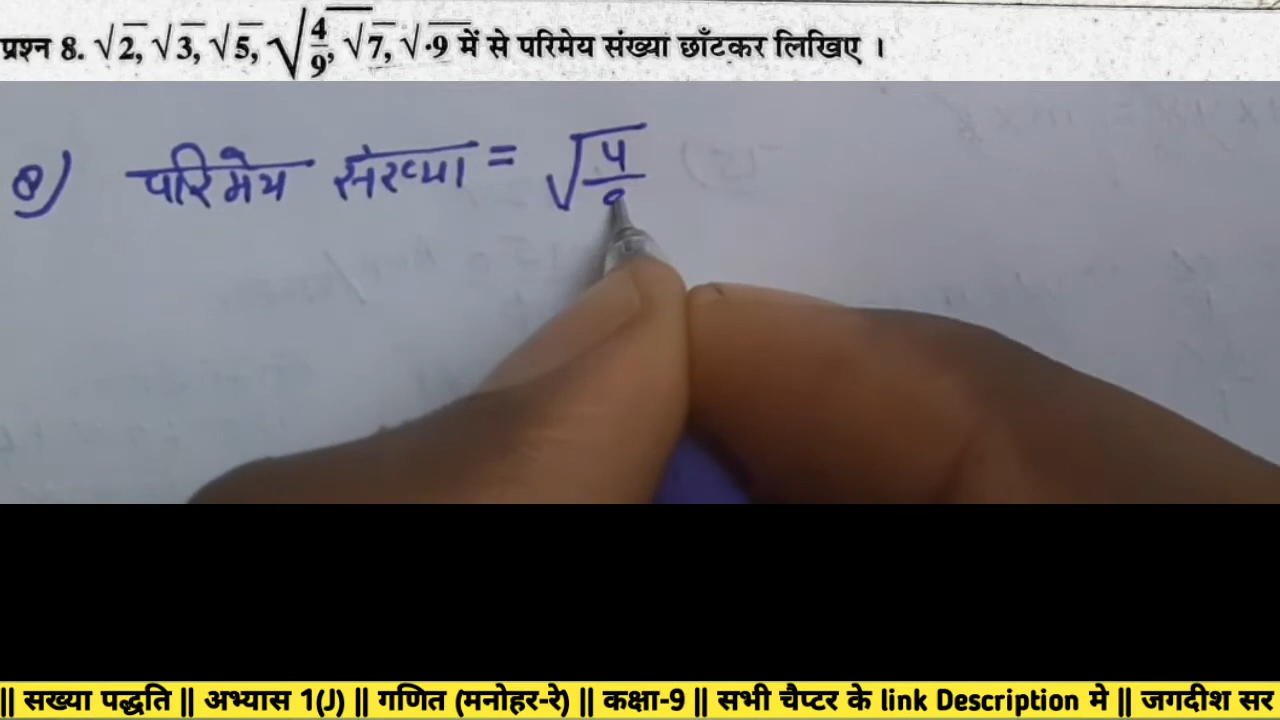 प्रश्न 8. √2, √3, √5, √4/9, √7, √·9 में से परिमेय संख्या छाँटकर लिखिए ।
8) परिमेय संख्या = √4/9
|| सख्या पद्धति || अभ्यास 1(J) || गणित (मनोहर-रे) || कक्षा-9 || सभी चैप्टर के link Description मे || जगदीश सर